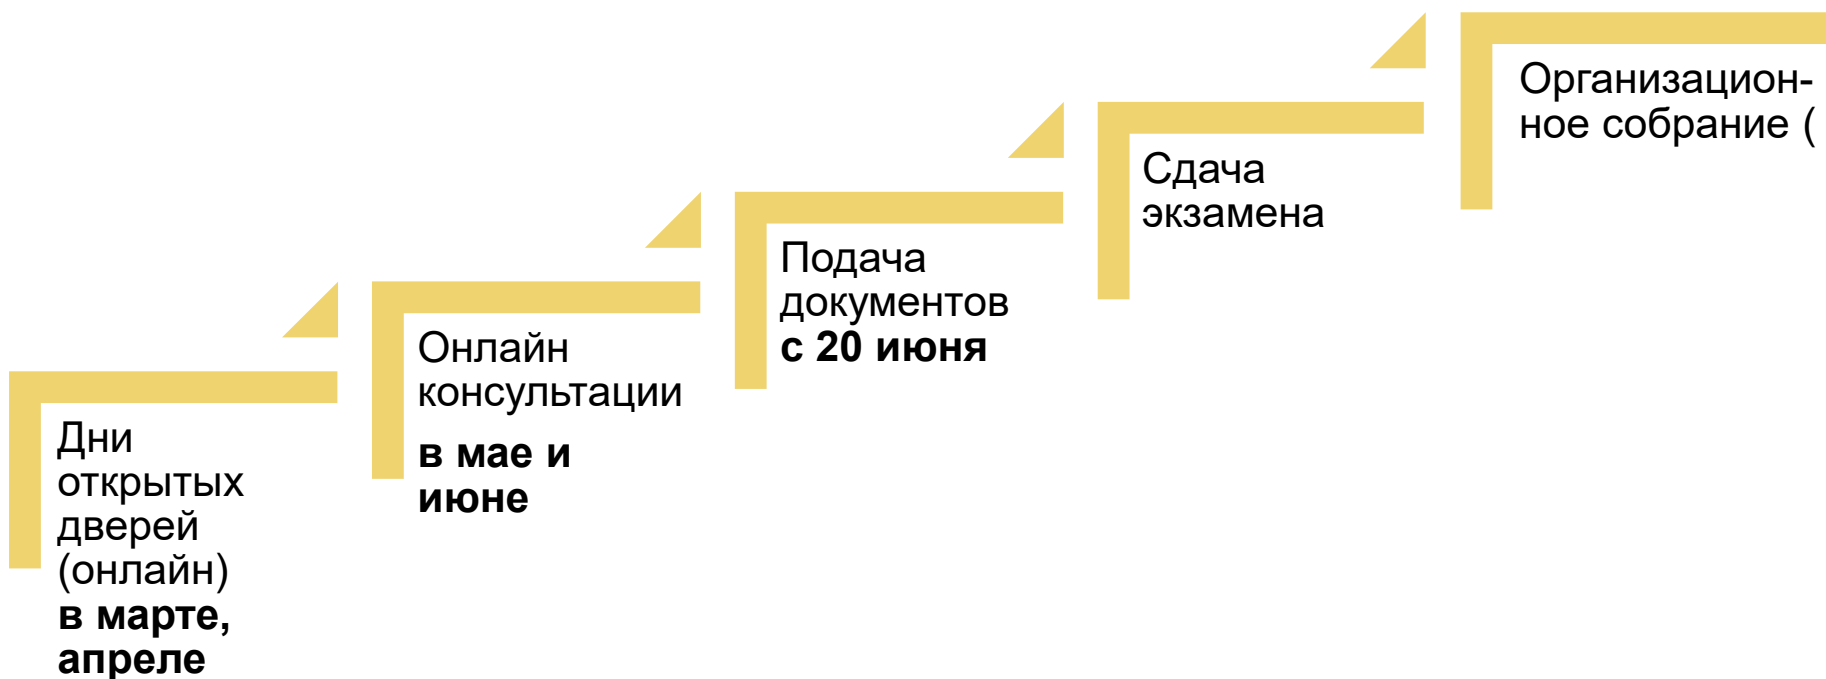 Дни
открытых
дверей
(онлайн)
в марте,
апреле
Онлайн
консультации
в мае и
июне
Подача
документов
с 20 июня
Сдача
экзамена
Организацион-
ное собрание (